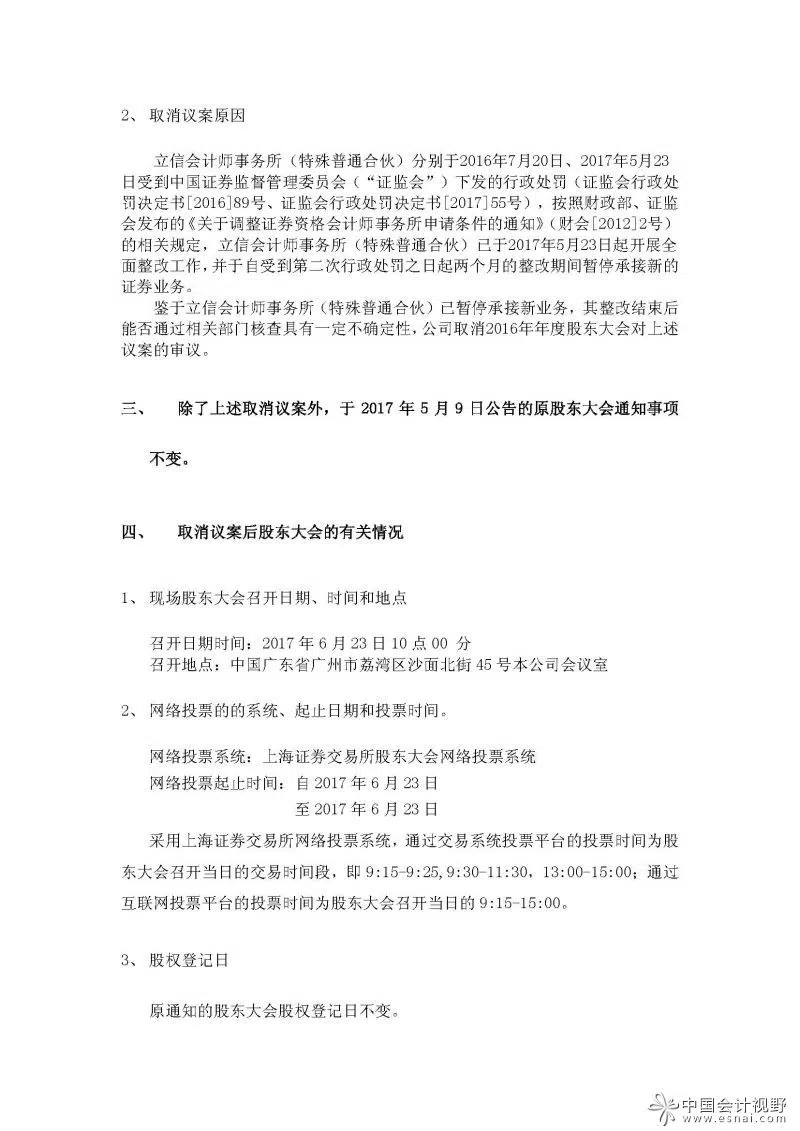 2、 取消议案原因
立信会计师事务所（特殊普通合伙）分别于2016年7月20日、2017年5月23
日受到中国证券监督管理委员会（“证监会”）下发的行政处罚（证监会行政处
罚决定书[2016]89号、证监会行政处罚决定书[2017]55号），按照财政部、证监
会发布的《关于调整证券资格会计师事务所申请条件的通知》（财会[2012]2号）
的相关规定，立信会计师事务所（特殊普通合伙）已于2017年5月23日起开展全
面整改工作，并于自受到第二次行政处罚之日起两个月的整改期间暂停承接新的
证券业务。
鉴于立信会计师事务所（特殊普通合伙）已暂停承接新业务，其整改结束后
能否通过相关部门核查具有一定不确定性，公司取消2016年年度股东大会对上述
议案的审议。
三、 除了上述取消议案外，于 2017 年 5 月 9 日公告的原股东大会通知事项
不变。
四、 取消议案后股东大会的有关情况
1、 现场股东大会召开日期、时间和地点
召开日期时间：2017 年 6 月 23 日 10 点 00 分
召开地点：中国广东省广州市荔湾区沙面北街 45 号本公司会议室
2、 网络投票的的系统、起止日期和投票时间。
网络投票系统：上海证券交易所股东大会网络投票系统
网络投票起止时间：自 2017 年 6 月 23 日
至 2017 年 6 月 23 日
采用上海证券交易所网络投票系统，通过交易系统投票平台的投票时间为股
东大会召开当日的交易时间段，即 9:15-9:25,9:30-11:30，13:00-15:00；通过
互联网投票平台的投票时间为股东大会召开当日的 9:15-15:00。
3、 股权登记日
原通知的股东大会股权登记日不变。
中国会计视野
www.esnai.com